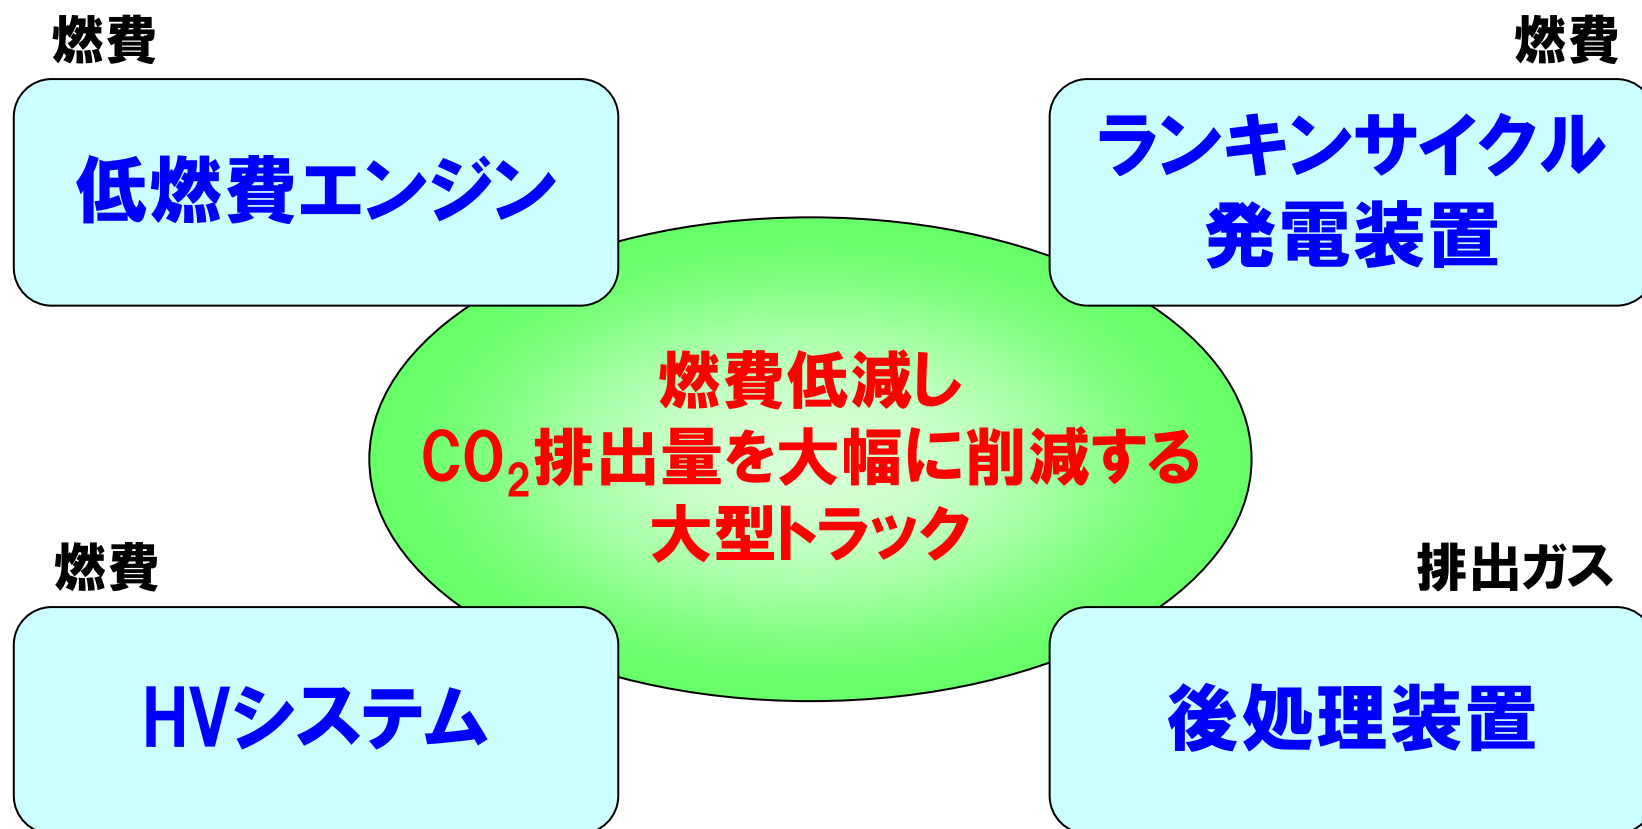 燃費
低燃費エンジン
燃費
ランキンサイクル
発電装置
燃費低減し
CO₂排出量を大幅に削減する
大型トラック
燃費
HVシステム
排出ガス
後処理装置